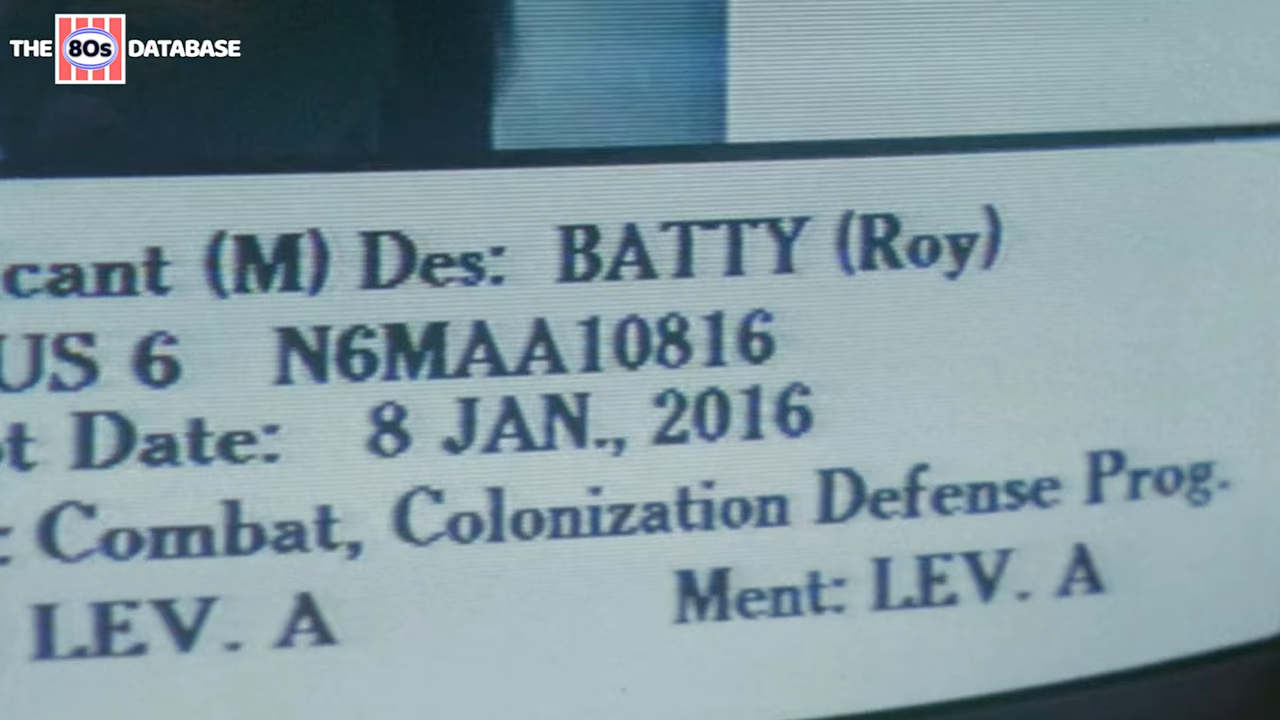 THE 80s DATABASE
cant (M) Des: BATTY (Roy)
US 6 N6MAA10816
t Date: 8 JAN., 2016
: Combat, Colonization Defense Prog.
LEV. A Ment: LEV. A